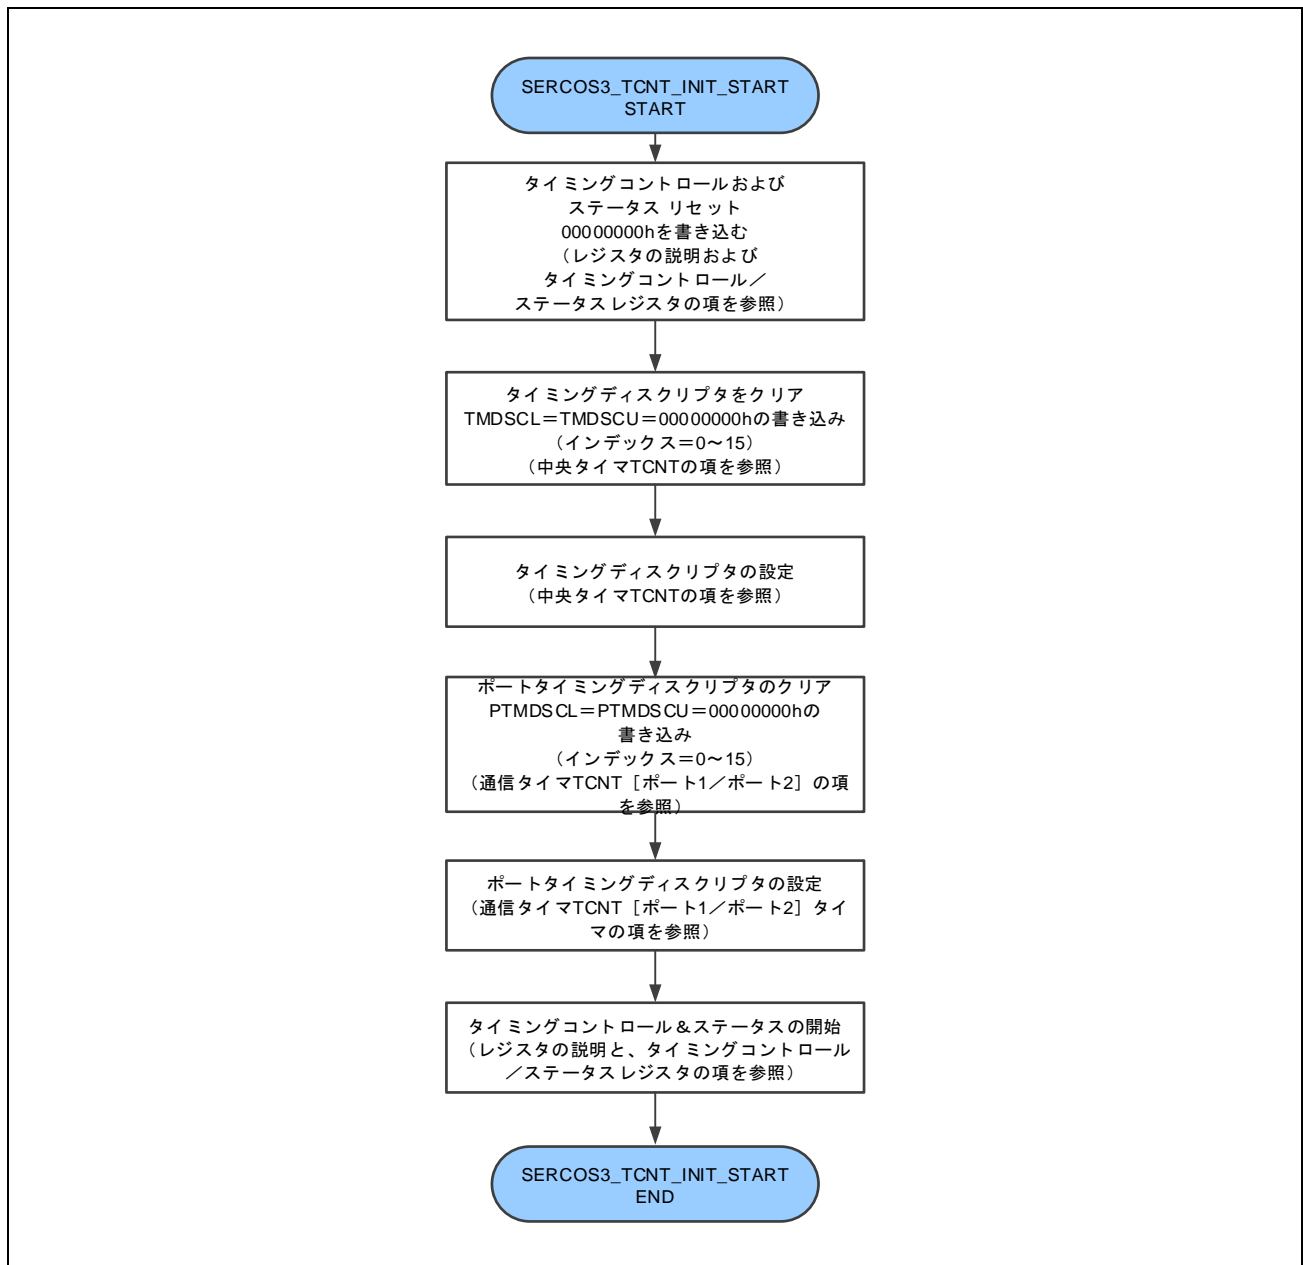 SERCOS3_TCNT_INIT_START
START
タイミングコントロールおよび
ステータス リセット
00000000hを書き込む
（レジスタの説明および
タイミングコントロール／
ステータスレジスタの項を参照）
タイミングディスクリプタをクリア
TMDSCL＝TMDSCU＝00000000hの書き込み
（インデックス＝0～15）
（中央タイマTCNTの項を参照）
タイミングディスクリプタの設定
（中央タイマTCNTの項を参照）
ポートタイミングディスクリプタのクリア
PTMDSCL＝PTMDSCU＝00000000hの
書き込み
（インデックス＝0～15）
（通信タイマTCNT［ポート1／ポート2］の項
を参照）
ポートタイミングディスクリプタの設定
（通信タイマTCNT［ポート1／ポート2］タイ
マの項を参照）
タイミングコントロール＆ステータスの開始
（レジスタの説明と、タイミングコントロール
／ステータスレジスタの項を参照）
SERCOS3_TCNT_INIT_START
END